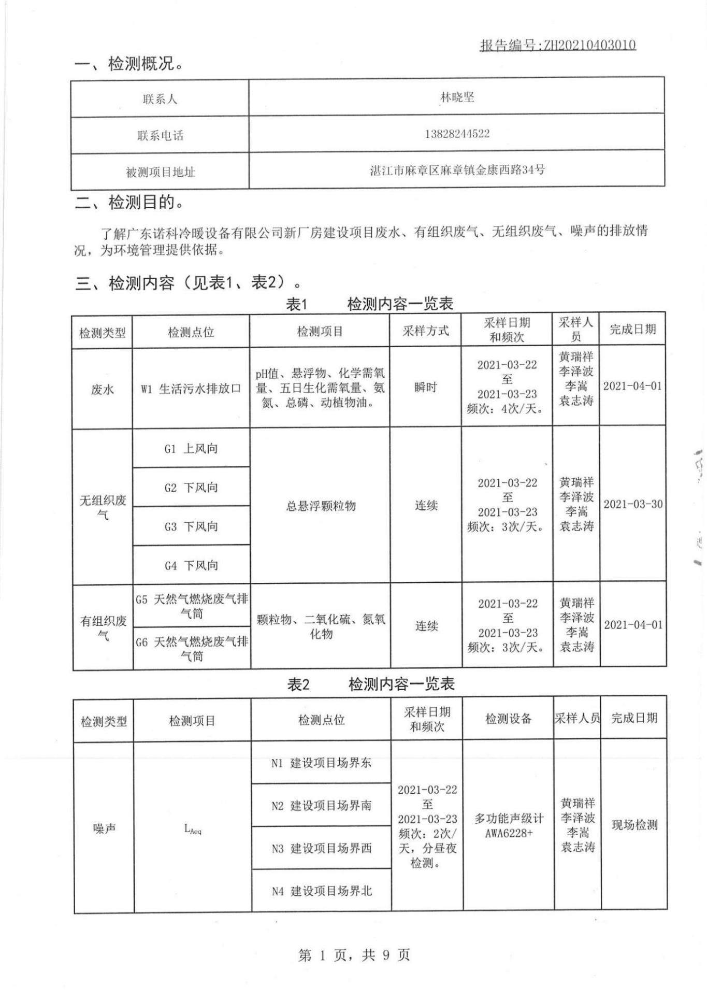 报告编号:ZH20210403010
一、检测概况。
联系人 林晓坚
联系电话 13828244522
被测项目地址 湛江市麻章区麻章镇金康西路34号
二、检测目的。
了解广东诺科冷暖设备有限公司新厂房建设项目废水、有组织废气、无组织废气、噪声的排放情
况，为环境管理提供依据。
三、检测内容（见表1、表2）。
表1 检测内容一览表
检测类型 检测点位 检测项目 采样方式 采样日期
和频次 采样人
员 完成日期
废水 W1 生活污水排放口 pH值、悬浮物、化学需氧
量、五日生化需氧量、氨
氮、总磷、动植物油。 瞬时 2021-03-22
至
2021-03-23
频次：4次/天。 黄瑞祥
李泽波
李嵩
袁志涛 2021-04-01
无组织废
气 G1 上风向
G2 下风向
G3 下风向
G4 下风向
总悬浮颗粒物 连续 2021-03-22
至
2021-03-23
频次：3次/天。 黄瑞祥
李泽波
李嵩
袁志涛 2021-03-30
有组织废
气 G5 天然气燃烧废气排
气筒
G6 天然气燃烧废气排
气筒
颗粒物、二氧化硫、氮氧
化物 连续 2021-03-22
至
2021-03-23
频次：3次/天。 黄瑞祥
李泽波
李嵩
袁志涛 2021-04-01
表2 检测内容一览表
检测类型 检测项目 检测点位 采样日期
和频次 检测设备 采样人员 完成日期
噪声 LAeq N1 建设项目场界东
N2 建设项目场界南
N3 建设项目场界西
N4 建设项目场界北
2021-03-22
至
2021-03-23
频次：2次/
天，分昼夜
检测。 多功能声级计
AWA6228+ 黄瑞祥
李泽波
李嵩
袁志涛 现场检测
第 1 页，共 9 页